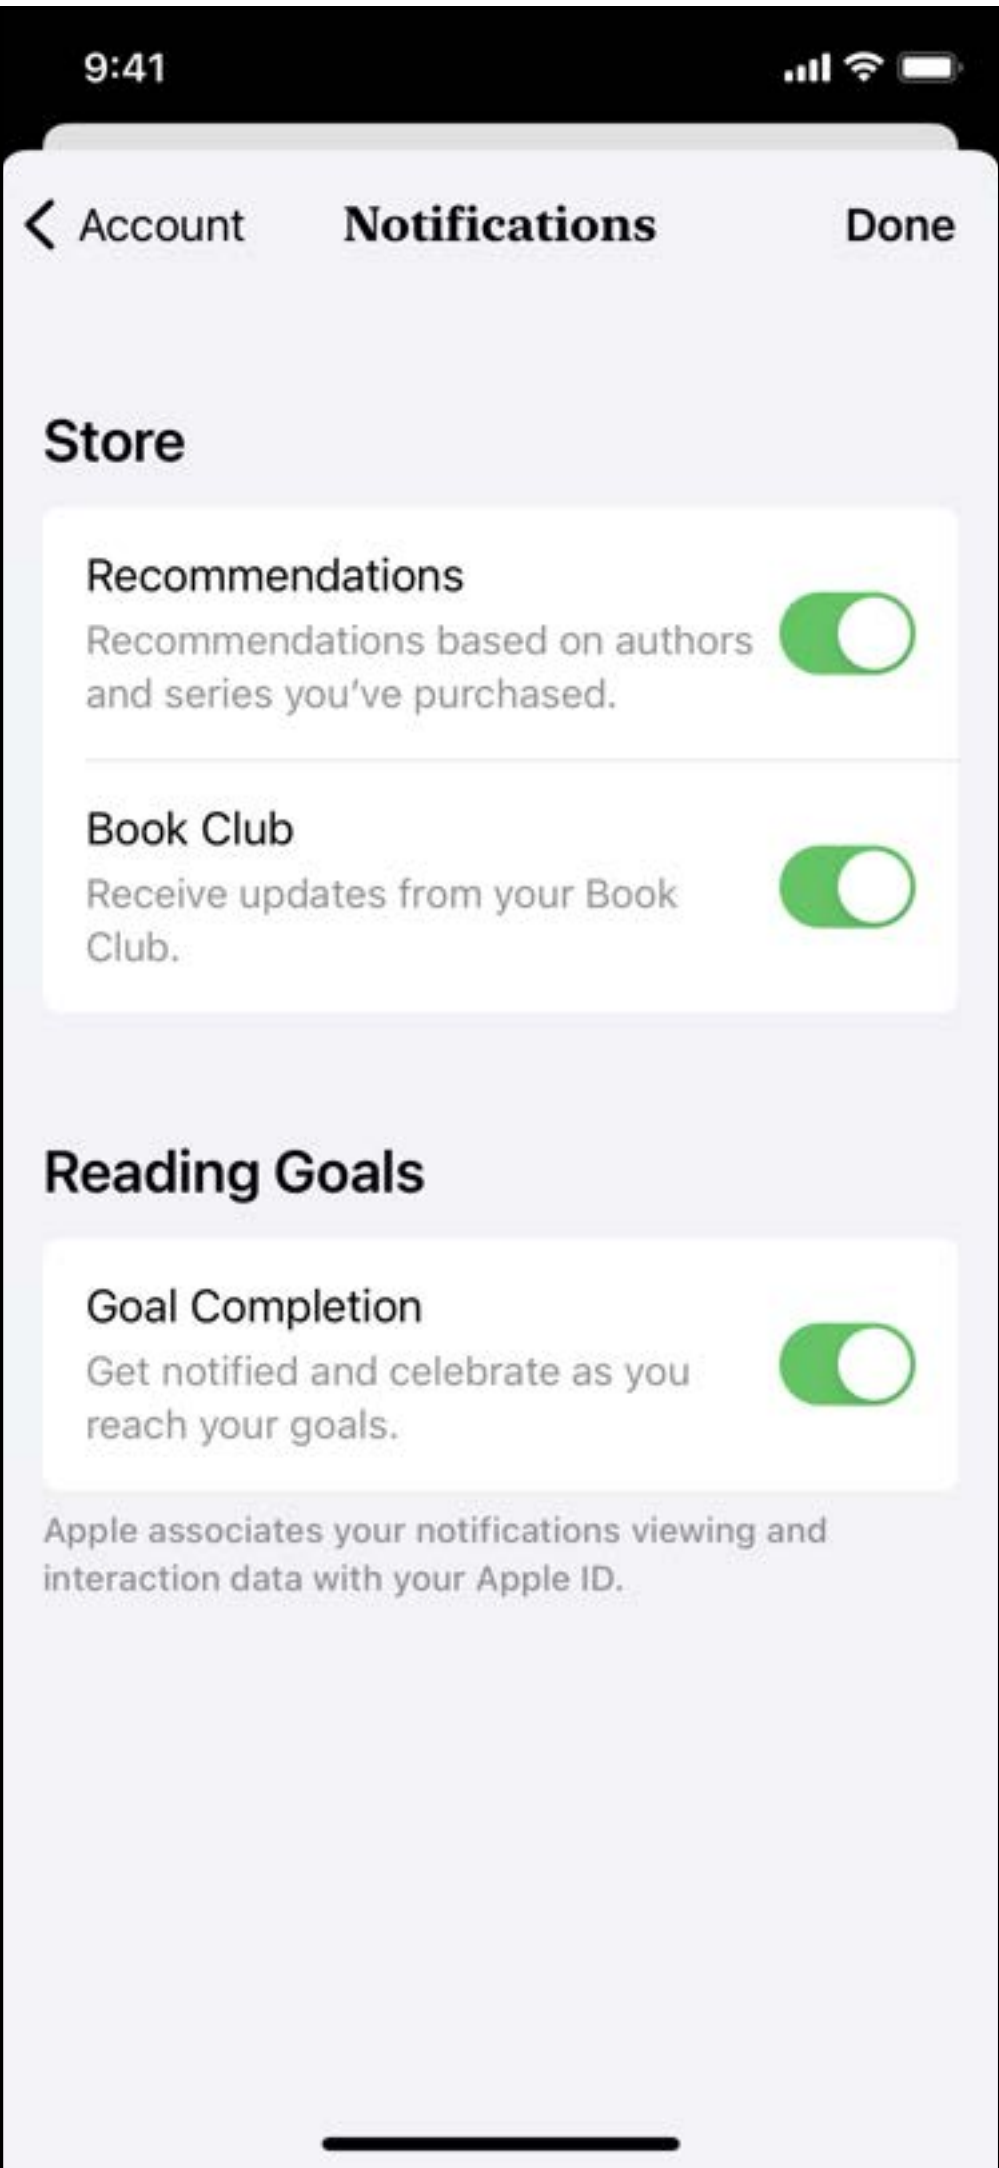 9:41
Account Notifications Done
Store
Recommendations
Recommendations based on authors
and series you've purchased.
Book Club
Receive updates from your Book
Club.
Reading Goals
Goal Completion
Get notified and celebrate as you
reach your goals.
Apple associates your notifications viewing and
interaction data with your Apple ID.